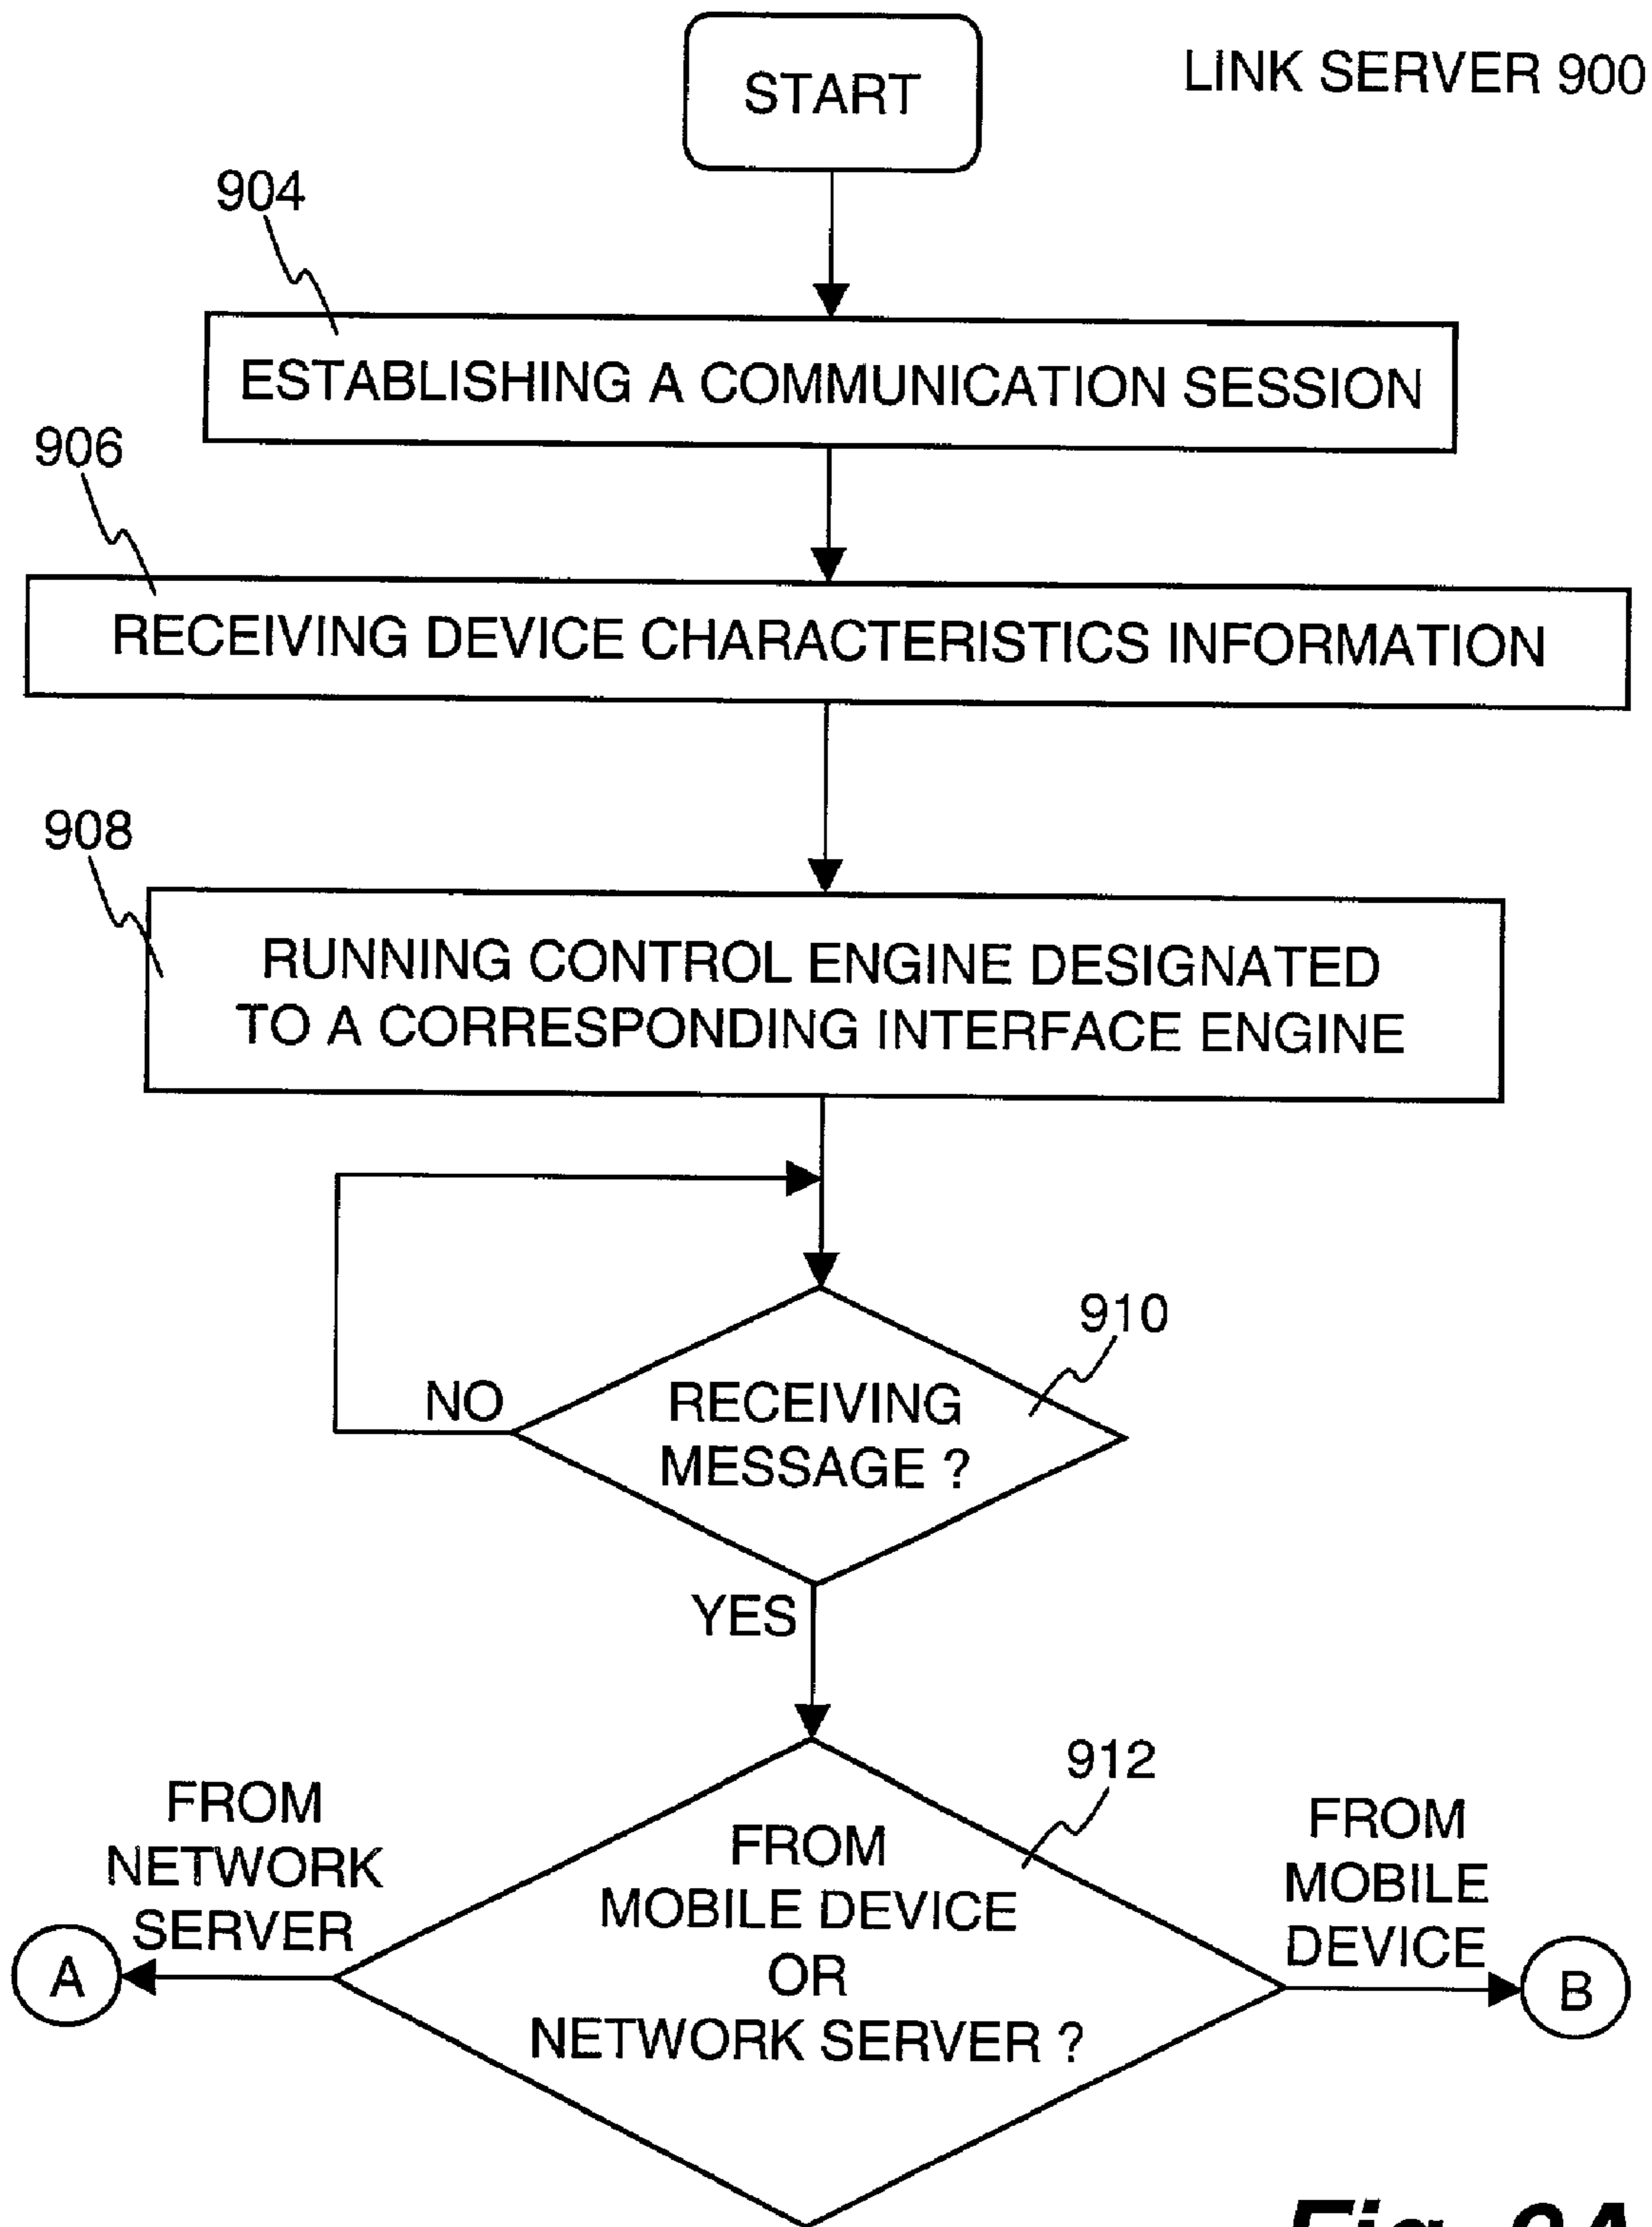 START
LINK SERVER 900
904
ESTABLISHING A COMMUNICATION SESSION
906
RECEIVING DEVICE CHARACTERISTICS INFORMATION
908
RUNNING CONTROL ENGINE DESIGNATED
TO A CORRESPONDING INTERFACE ENGINE
910
NO
RECEIVING
MESSAGE ?
YES
912
FROM
NETWORK
SERVER
FROM
MOBILE DEVICE
OR
NETWORK SERVER ?
FROM
MOBILE
DEVICE
A
B
Fig. 9A